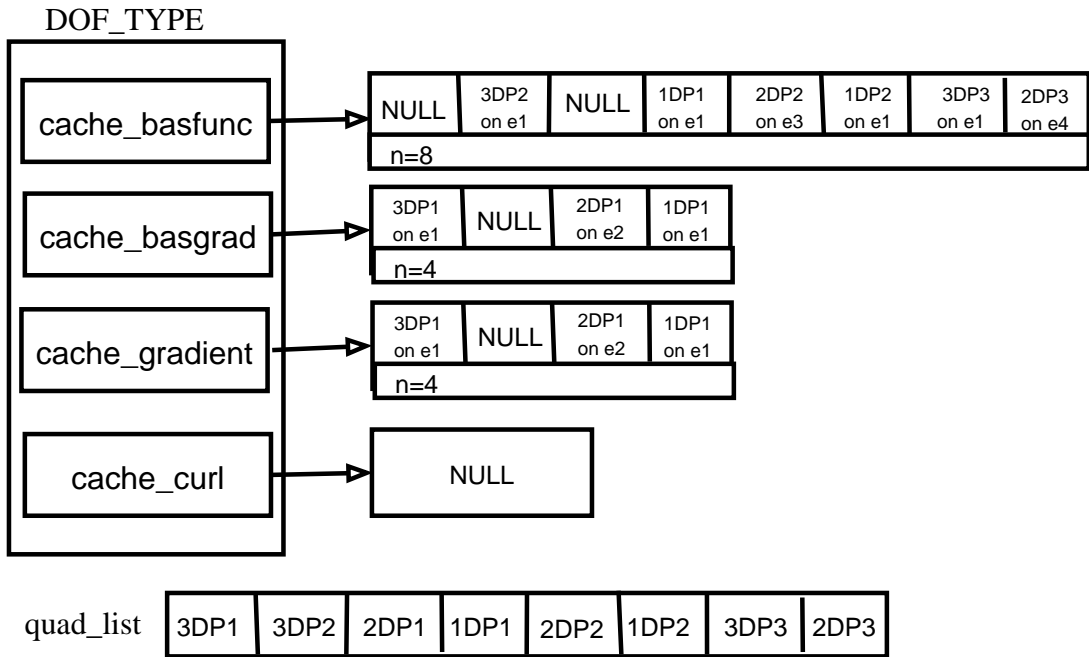 DOF_TYPE
cache_basfunc
NULL
3DP2
on e1
NULL
1DP1
on e1
2DP2
on e3
1DP2
on e1
3DP3
on e1
2DP3
on e4
n=8
cache_basgrad
3DP1
on e1
NULL
2DP1
on e2
1DP1
on e1
n=4
cache_gradient
3DP1
on e1
NULL
2DP1
on e2
1DP1
on e1
n=4
cache_curl
NULL
quad_list 3DP1 3DP2 2DP1 1DP1 2DP2 1DP2 3DP3 2DP3